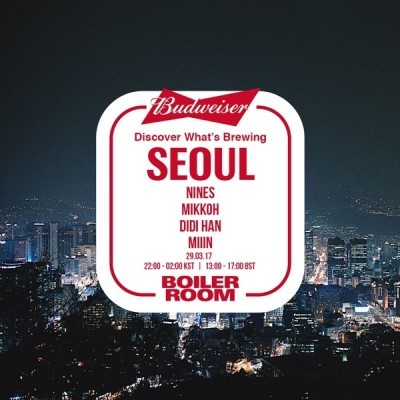 Budweiser
Discover What's Brewing
SEOUL
NINES
MIKKOH
DIDI HAN
MIIIN
29.03.17
22:00 - 02:00 KST | 13:00 - 17:00 BST
BOILER
ROOM